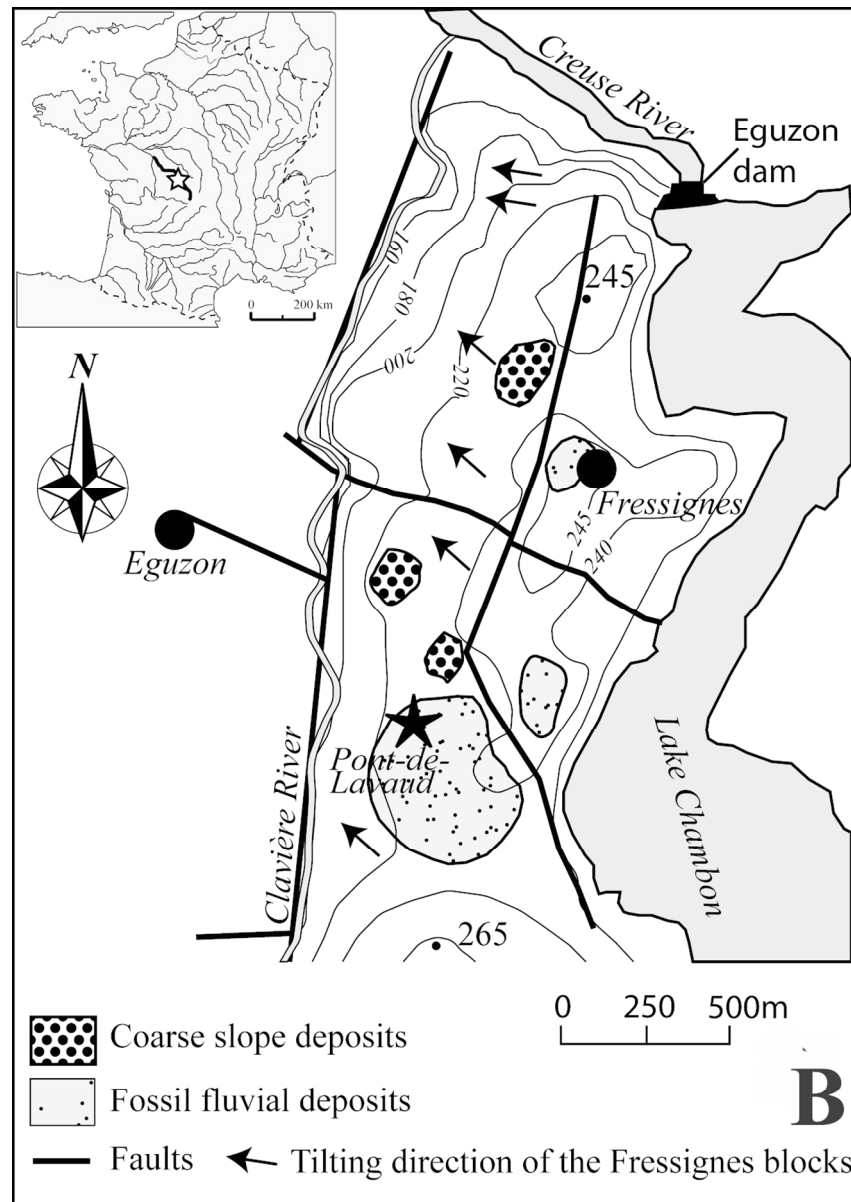 0 200 km
Creuse River
Eguzon
dam
160
180
200
220
245
N
Fressignes
Eguzon
245
240
Pont-de-
Lavaud
Clavière River
Lake Chambon
265
0 250 500m
Coarse slope deposits
Fossil fluvial deposits
B
Faults
Tilting direction of the Fressignes blocks